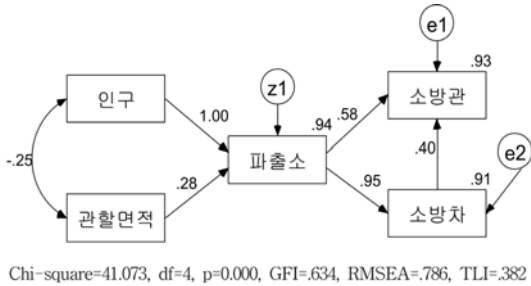 e1
.93
인구
z1
소방관
1.00
.94
.58
-.25
파출소
.40
e2
.28
.95
.91
관할면적
소방차
Chi-square=41.073, df=4, p=0.000, GFI=.634, RMSEA=.786, TLI=.382